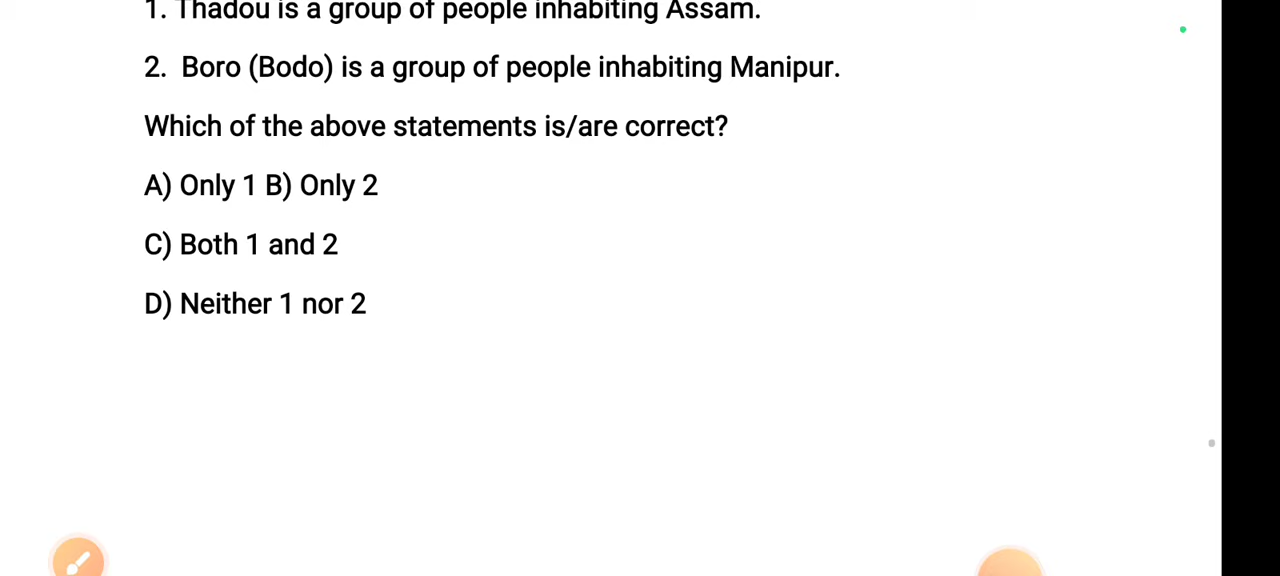 1. Thadou is a group of people inhabiting Assam.
2. Boro (Bodo) is a group of people inhabiting Manipur.
Which of the above statements is/are correct?
A) Only 1 B) Only 2
C) Both 1 and 2
D) Neither 1 nor 2